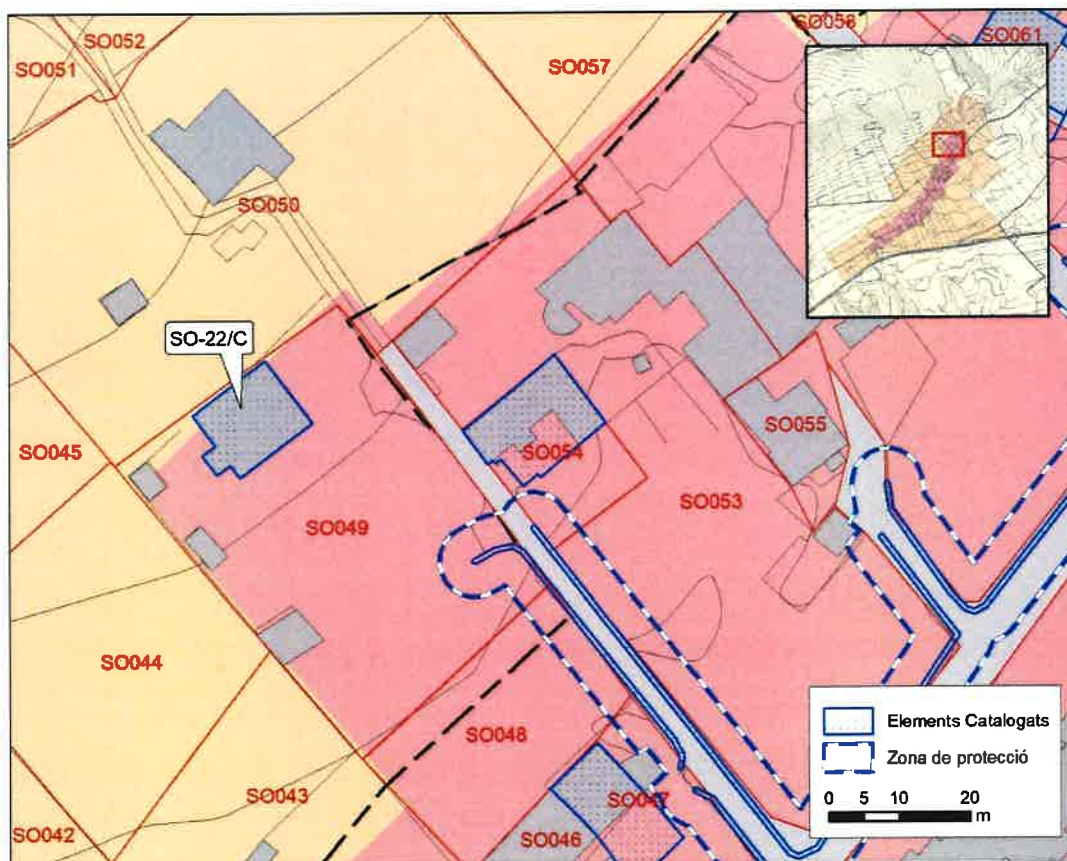 SO052
SO051
SO057
SO058
SO061
SO050
SO-22/C
SO045
SO054
SO055
SO049
SO053
SO044
SO048
SO043
SO047
SO042
SO046
Elements Catalogats
Zona de protecció
0 5 10 20
m